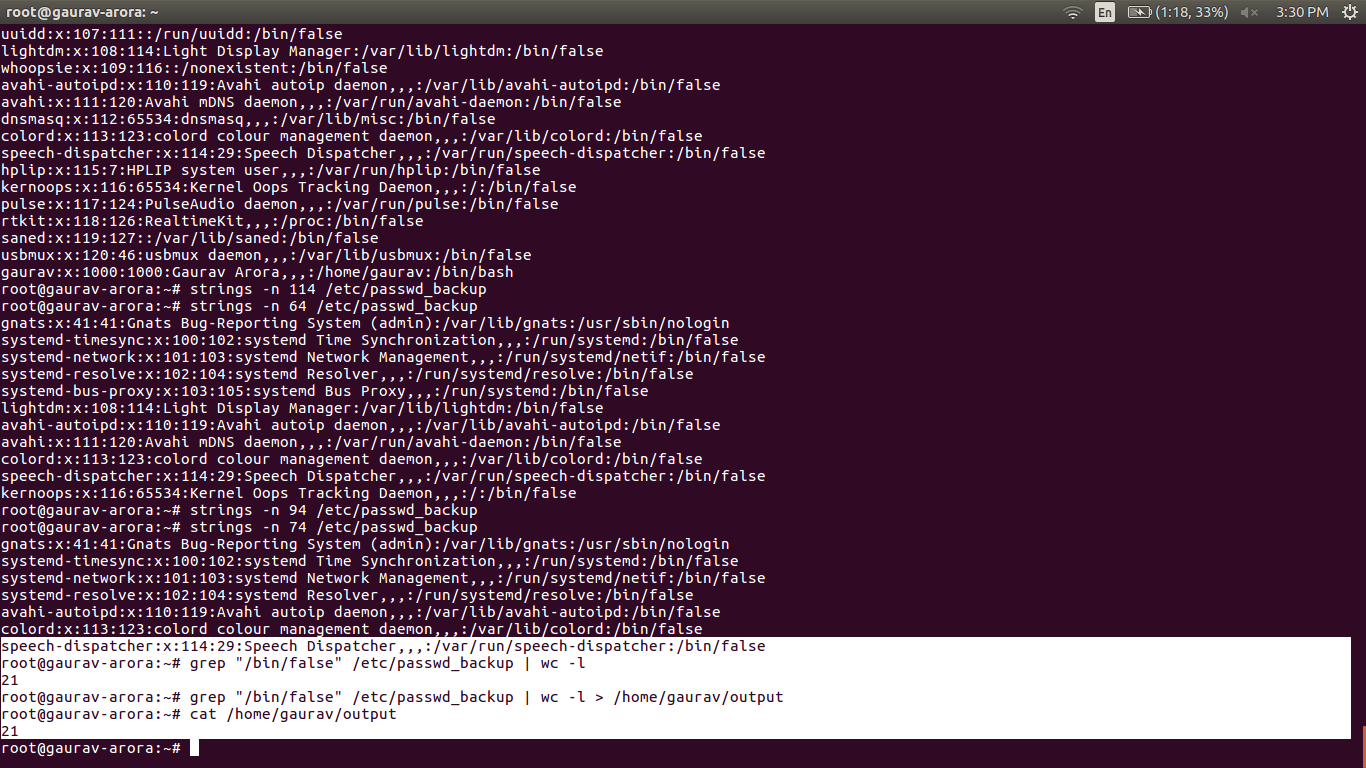 root@gaurav-arora: ~
En
(1:18, 33%)
3:30 PM
uuidd:x:107:111::/run/uuidd:/bin/false
lightdm:x:108:114:Light Display Manager:/var/lib/lightdm:/bin/false
whoopsie:x:109:116::/nonexistent:/bin/false
avahi-autoipd:x:110:119:Avahi autoip daemon,,,:/var/lib/avahi-autoipd:/bin/false
avahi:x:111:120:Avahi mDNS daemon,,,:/var/run/avahi-daemon:/bin/false
dnsmasq:x:112:65534:dnsmasq,,,:/var/lib/misc:/bin/false
colord:x:113:123:colord colour management daemon,,,:/var/lib/colord:/bin/false
speech-dispatcher:x:114:29:Speech Dispatcher,,,:/var/run/speech-dispatcher:/bin/false
hplip:x:115:7:HPLIP system user,,,:/var/run/hplip:/bin/false
kernoops:x:116:65534:Kernel Oops Tracking Daemon,,,:/:/bin/false
pulse:x:117:124:PulseAudio daemon,,,:/var/run/pulse:/bin/false
rtkit:x:118:126:RealtimeKit,,,:/proc:/bin/false
saned:x:119:127::/var/lib/saned:/bin/false
usbmux:x:120:46:usbmux daemon,,,:/var/lib/usbmux:/bin/false
gaurav:x:1000:1000:Gaurav Arora,,,:/home/gaurav:/bin/bash
root@gaurav-arora:~# strings -n 114 /etc/passwd_backup
root@gaurav-arora:~# strings -n 64 /etc/passwd_backup
gnats:x:41:41:Gnats Bug-Reporting System (admin):/var/lib/gnats:/usr/sbin/nologin
systemd-timesync:x:100:102:systemd Time Synchronization,,,:/run/systemd:/bin/false
systemd-network:x:101:103:systemd Network Management,,,:/run/systemd/netif:/bin/false
systemd-resolve:x:102:104:systemd Resolver,,,:/run/systemd/resolve:/bin/false
systemd-bus-proxy:x:103:105:systemd Bus Proxy,,,:/run/systemd:/bin/false
lightdm:x:108:114:Light Display Manager:/var/lib/lightdm:/bin/false
avahi-autoipd:x:110:119:Avahi autoip daemon,,,:/var/lib/avahi-autoipd:/bin/false
avahi:x:111:120:Avahi mDNS daemon,,,:/var/run/avahi-daemon:/bin/false
colord:x:113:123:colord colour management daemon,,,:/var/lib/colord:/bin/false
speech-dispatcher:x:114:29:Speech Dispatcher,,,:/var/run/speech-dispatcher:/bin/false
kernoops:x:116:65534:Kernel Oops Tracking Daemon,,,:/:/bin/false
root@gaurav-arora:~# strings -n 94 /etc/passwd_backup
root@gaurav-arora:~# strings -n 74 /etc/passwd_backup
gnats:x:41:41:Gnats Bug-Reporting System (admin):/var/lib/gnats:/usr/sbin/nologin
systemd-timesync:x:100:102:systemd Time Synchronization,,,:/run/systemd:/bin/false
systemd-network:x:101:103:systemd Network Management,,,:/run/systemd/netif:/bin/false
systemd-resolve:x:102:104:systemd Resolver,,,:/run/systemd/resolve:/bin/false
avahi-autoipd:x:110:119:Avahi autoip daemon,,,:/var/lib/avahi-autoipd:/bin/false
colord:x:113:123:colord colour management daemon,,,:/var/lib/colord:/bin/false
speech-dispatcher:x:114:29:Speech Dispatcher,,,:/var/run/speech-dispatcher:/bin/false
root@gaurav-arora:~# grep "/bin/false" /etc/passwd_backup | wc -l
21
root@gaurav-arora:~# grep "/bin/false" /etc/passwd_backup | wc -l > /home/gaurav/output
root@gaurav-arora:~# cat /home/gaurav/output
21
root@gaurav-arora:~#